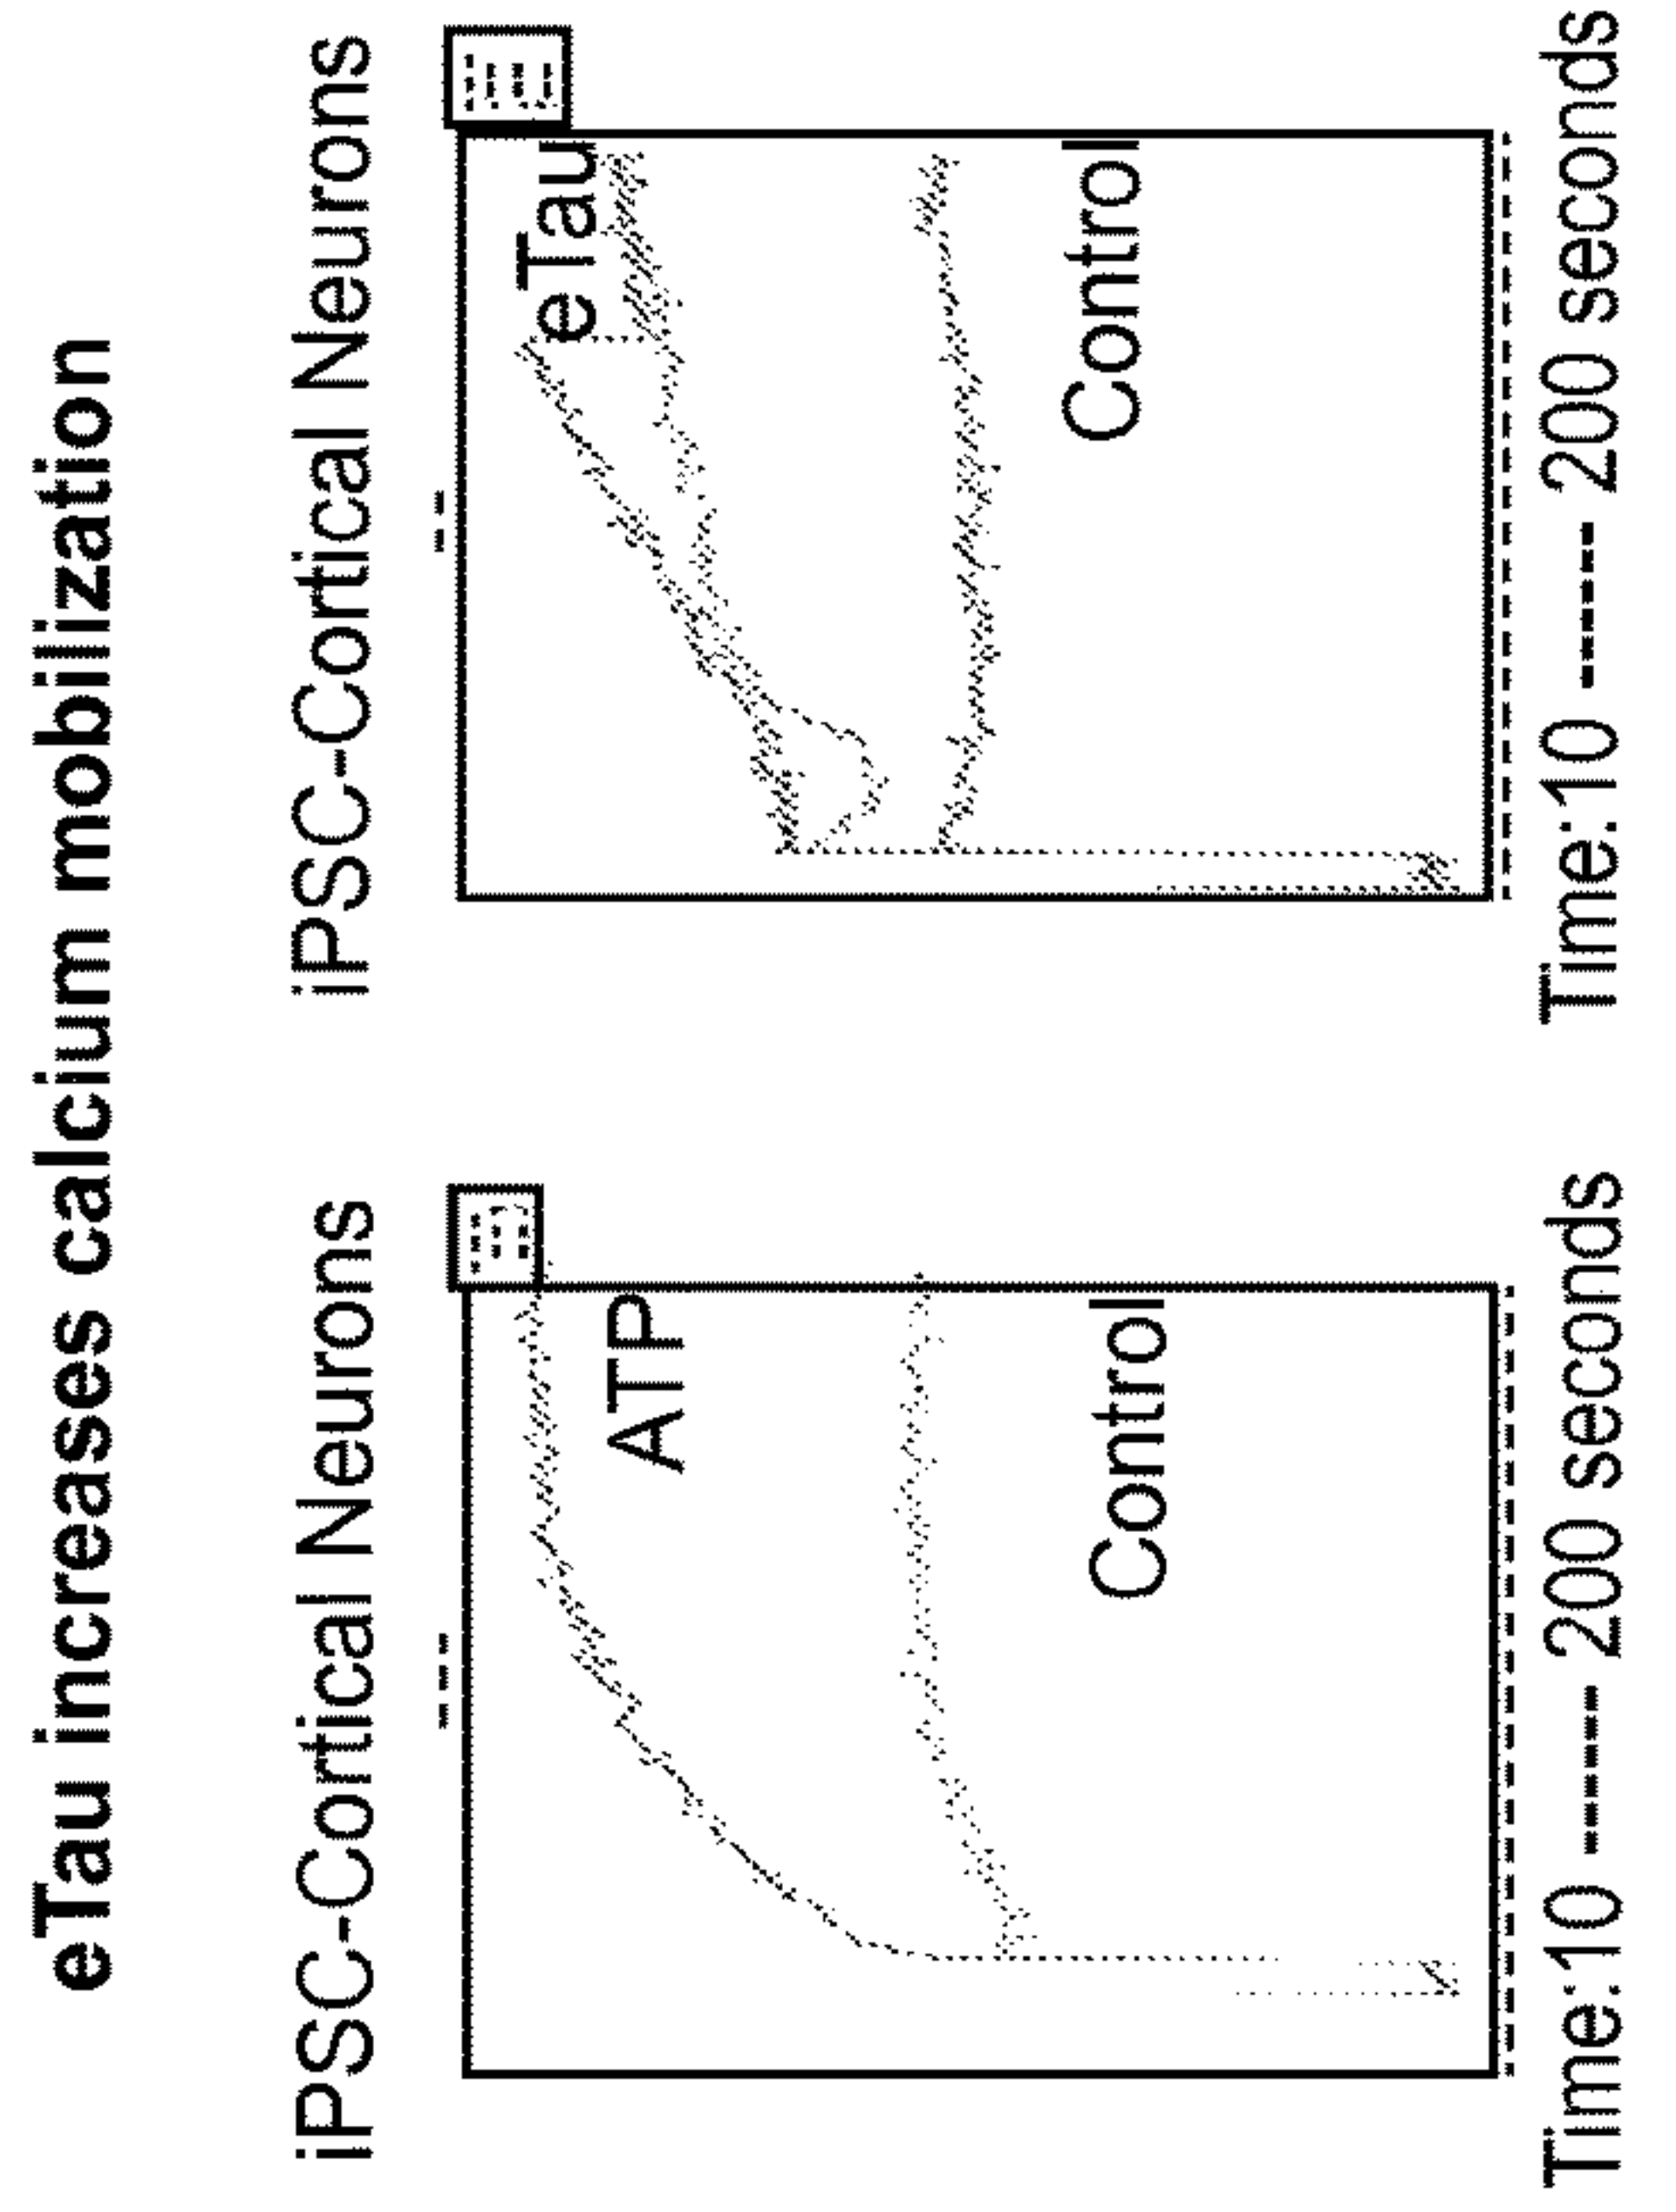 eTau increases calcium mobilization
iPSC-Cortical Neurons
ATP
Control
Time:10 ------ 200 seconds
iPSC-Cortical Neurons
eTau
Control
Time:10 ------ 200 seconds